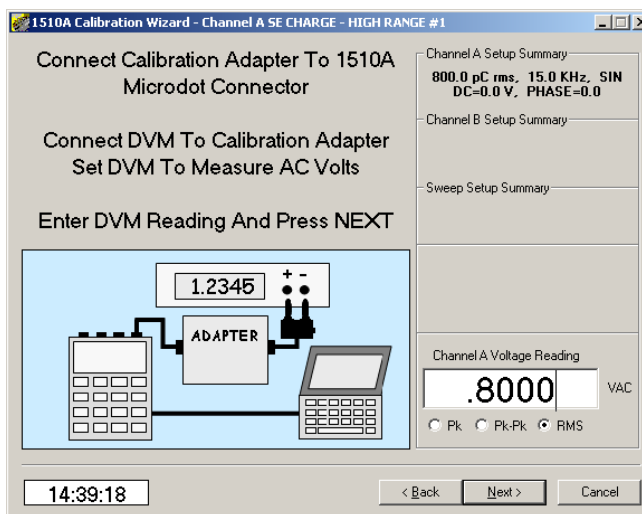 1510A Calibration Wizard - Channel A SE CHARGE - HIGH RANGE #1
Connect Calibration Adapter To 1510A
Microdot Connector
Connect DVM To Calibration Adapter
Set DVM To Measure AC Volts
Enter DVM Reading And Press NEXT
1.2345
+ -
ADAPTER
Channel A Setup Summary
800.0 pC rms, 15.0 KHz, SIN
DC=0.0 V, PHASE=0.0
Channel B Setup Summary
Sweep Setup Summary
Channel A Voltage Reading
.8000 VAC
Pk Pk-Pk RMS
14:39:18
< Back Next > Cancel